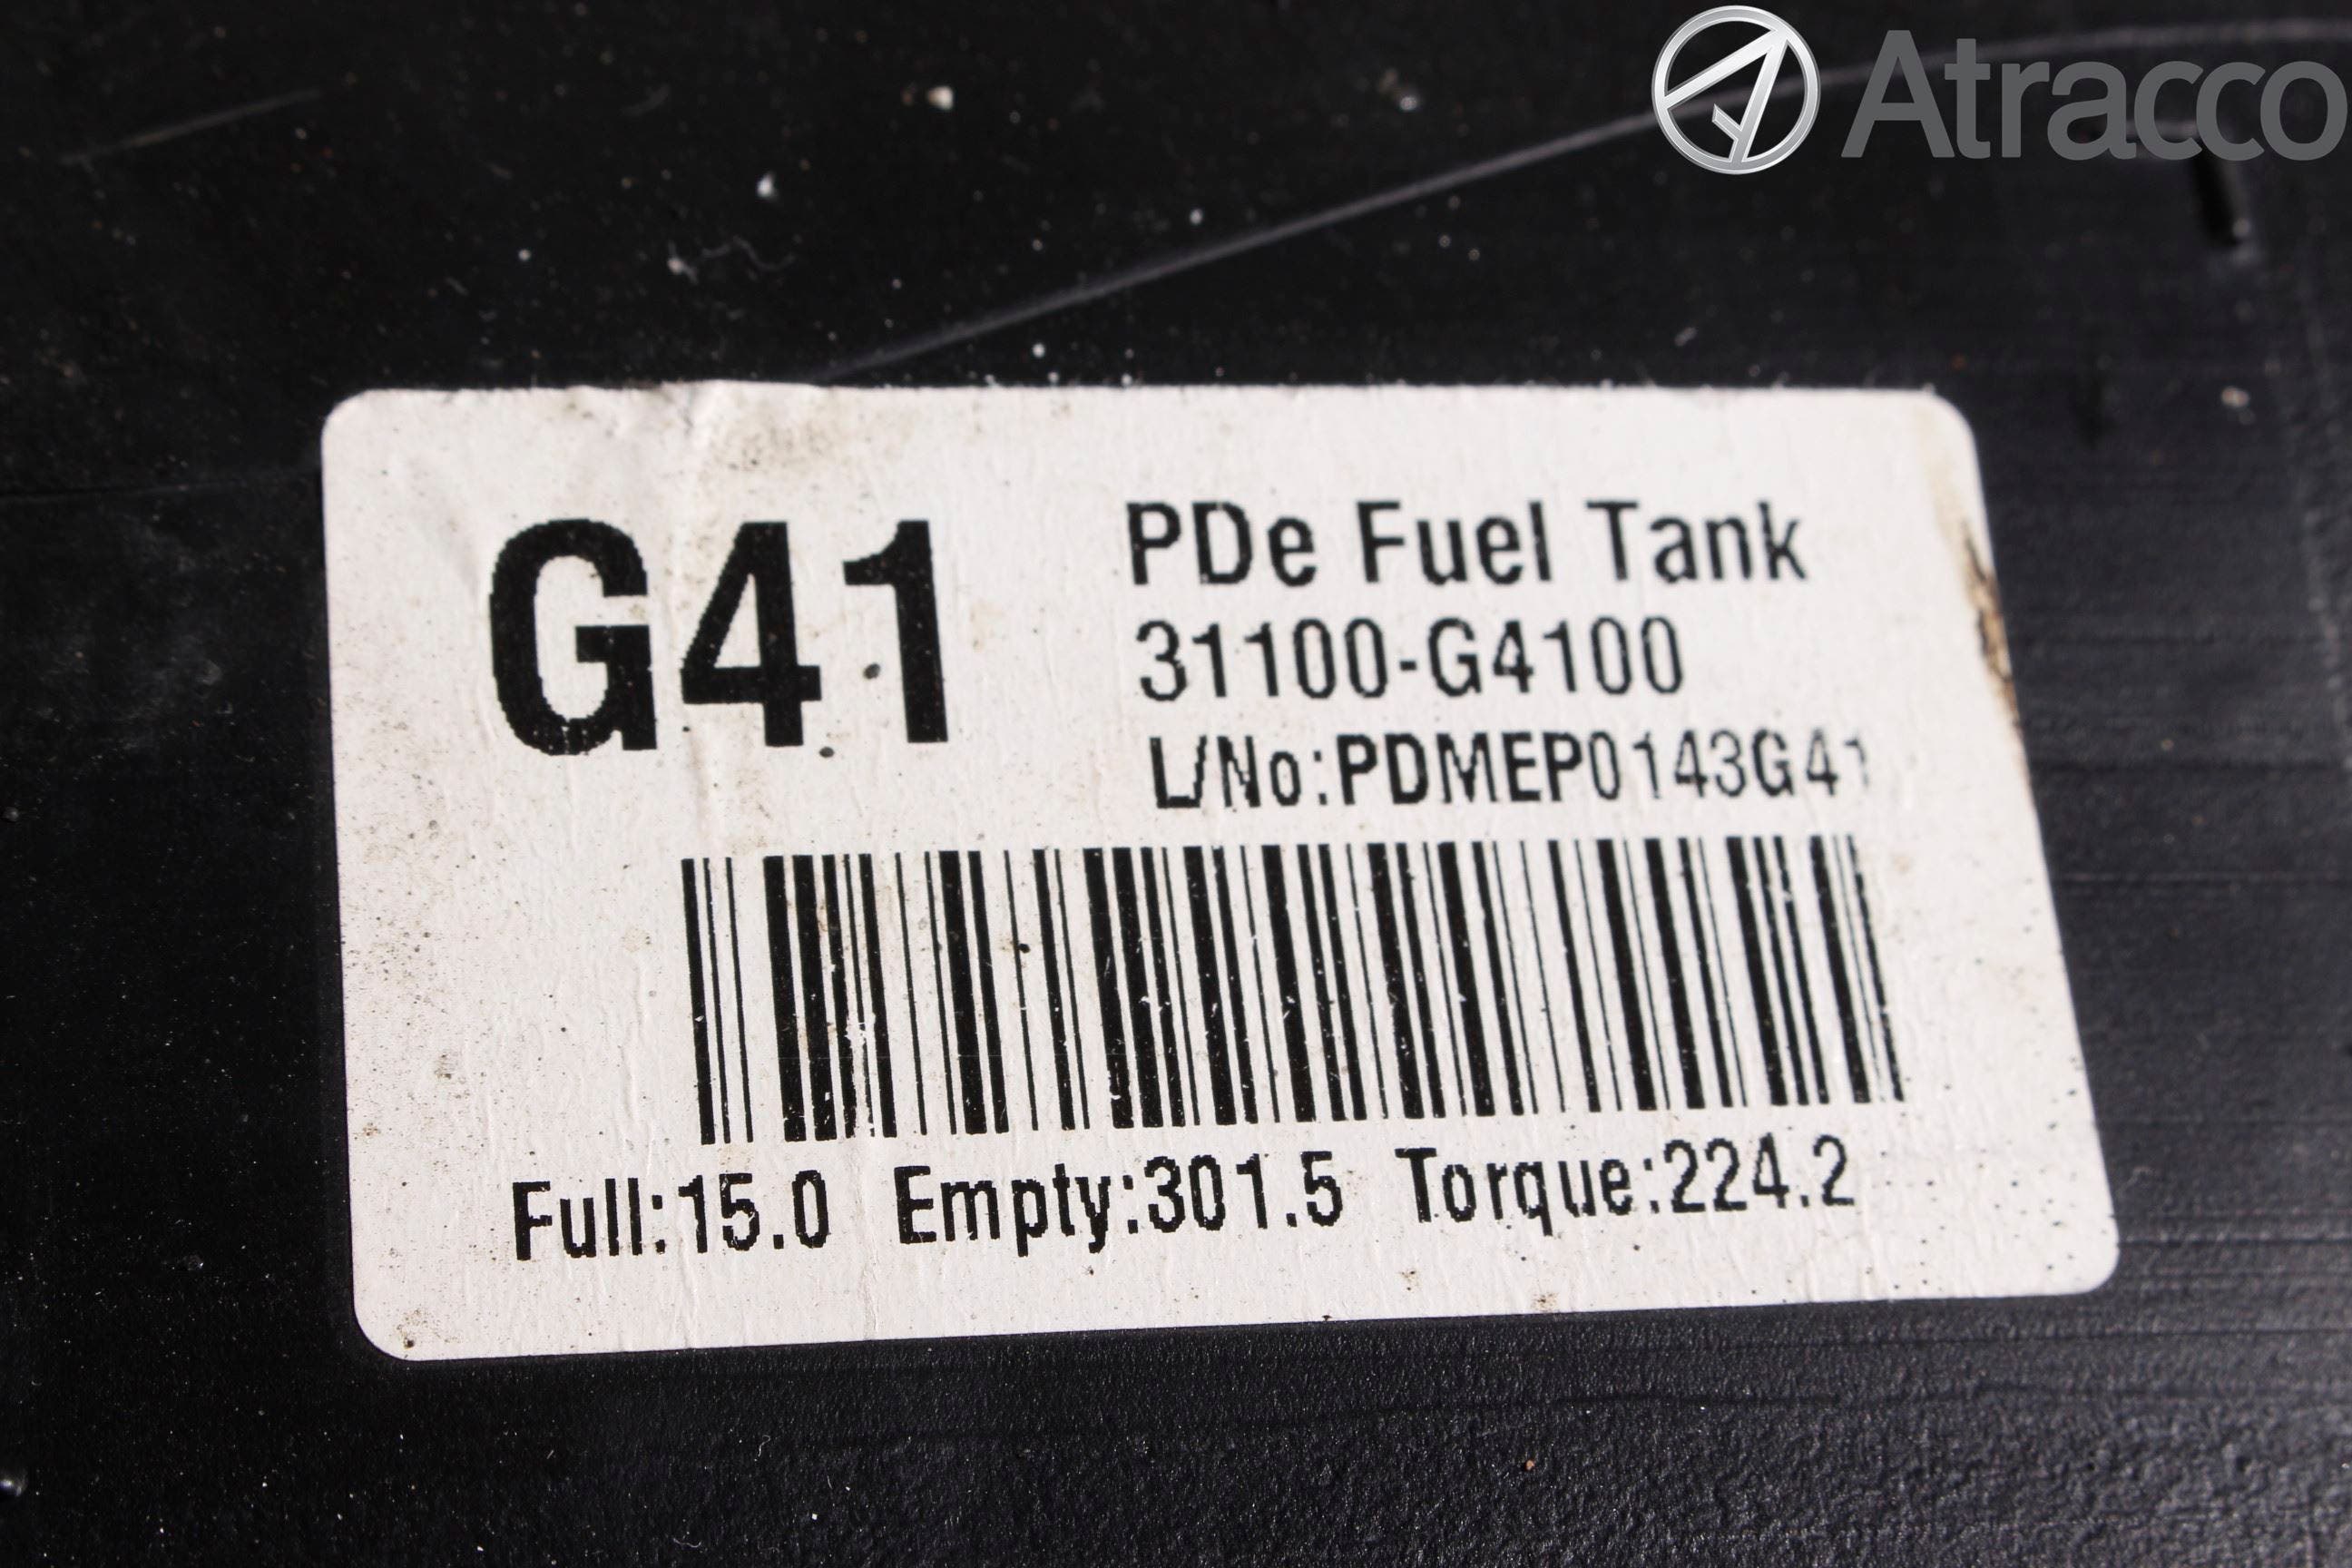 Atracco
G41
PDe Fuel Tank
31100-G4100
L/No:PDMEP0143G41
Full:15.0 Empty:301.5 Torque:224.2